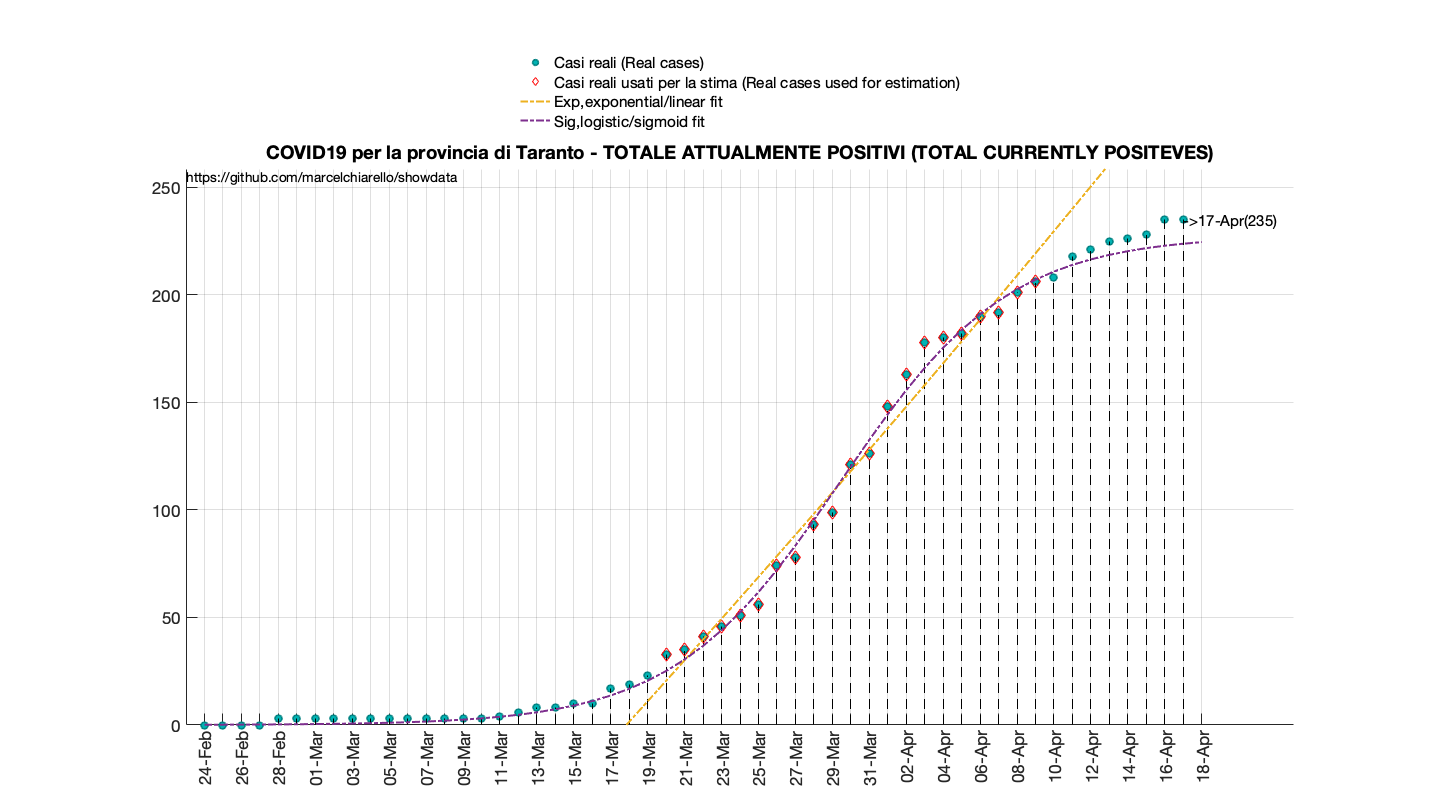 Casi reali (Real cases)
Casi reali usati per la stima (Real cases used for estimation)
Exp,exponential/linear fit
Sig,logistic/sigmoid fit
COVID19 per la provincia di Taranto - TOTALE ATTUALMENTE POSITIVI (TOTAL CURRENTLY POSITEVES)
https://github.com/marcelchiarello/showdata
250
->17-Apr(235)
200
150
100
50
0
24-Feb
26-Feb
28-Feb
01-Mar
03-Mar
05-Mar
07-Mar
09-Mar
11-Mar
13-Mar
15-Mar
17-Mar
19-Mar
21-Mar
23-Mar
25-Mar
27-Mar
29-Mar
31-Mar
02-Apr
04-Apr
06-Apr
08-Apr
10-Apr
12-Apr
14-Apr
16-Apr
18-Apr